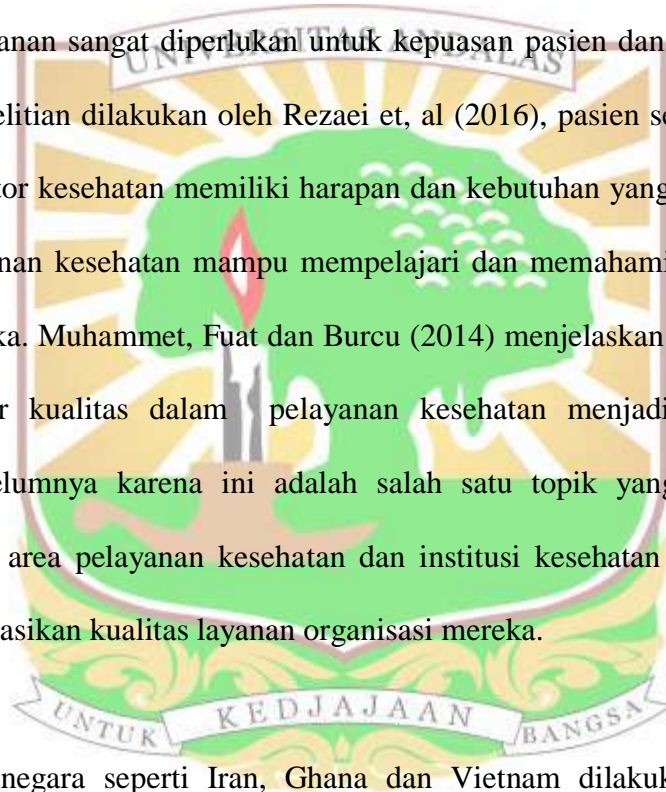 anan sangat diperlukan untuk kepuasan pasien dan
UNIVERSITAS ANDALAS
elitian dilakukan oleh Rezaei et, al (2016), pasien se
tor kesehatan memiliki harapan dan kebutuhan yang
nan kesehatan mampu mempelajari dan memahami
ka. Muhammet, Fuat dan Burcu (2014) menjelaskan
r kualitas dalam pelayanan kesehatan menjadi
elumnya karena ini adalah salah satu topik yang
area pelayanan kesehatan dan institusi kesehatan
asikan kualitas layanan organisasi mereka.
UNTUK KEDJAJAAN BANGSA
negara seperti Iran, Ghana dan Vietnam dilakuk